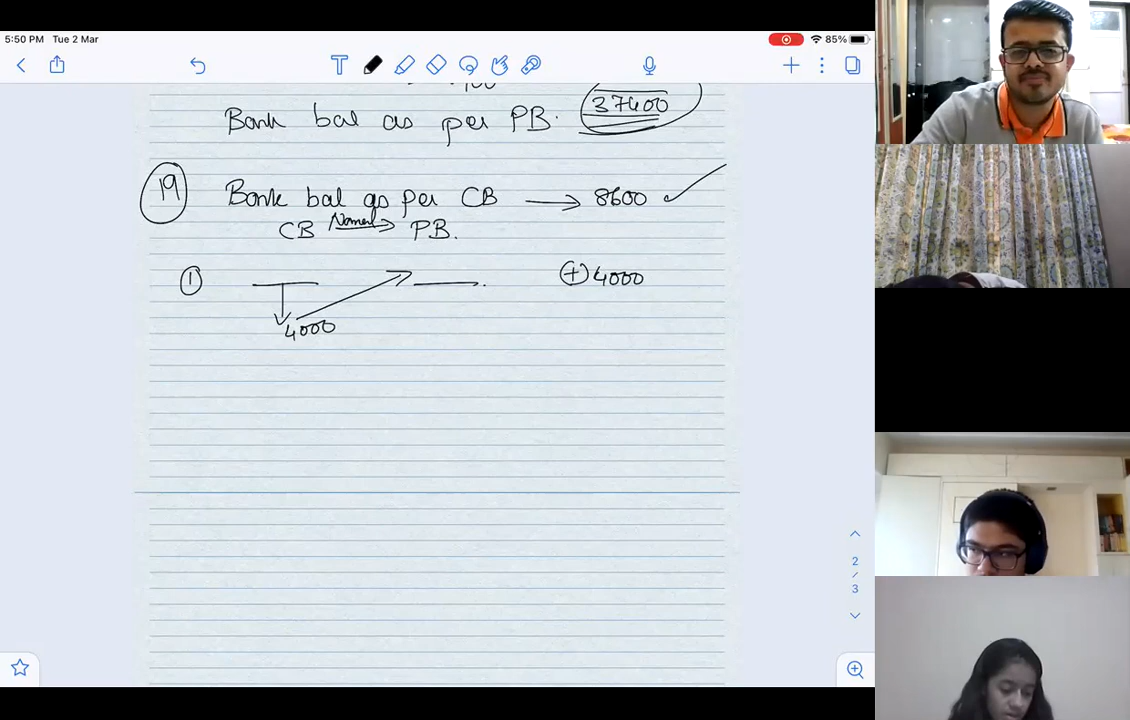 5:50 PM Tue 2 Mar
85%
Bank bal as per PB. 37400
19 Bank bal as per CB → 8600 ✓
CB → PB.
1 (+) 4000
4000
2
/
3